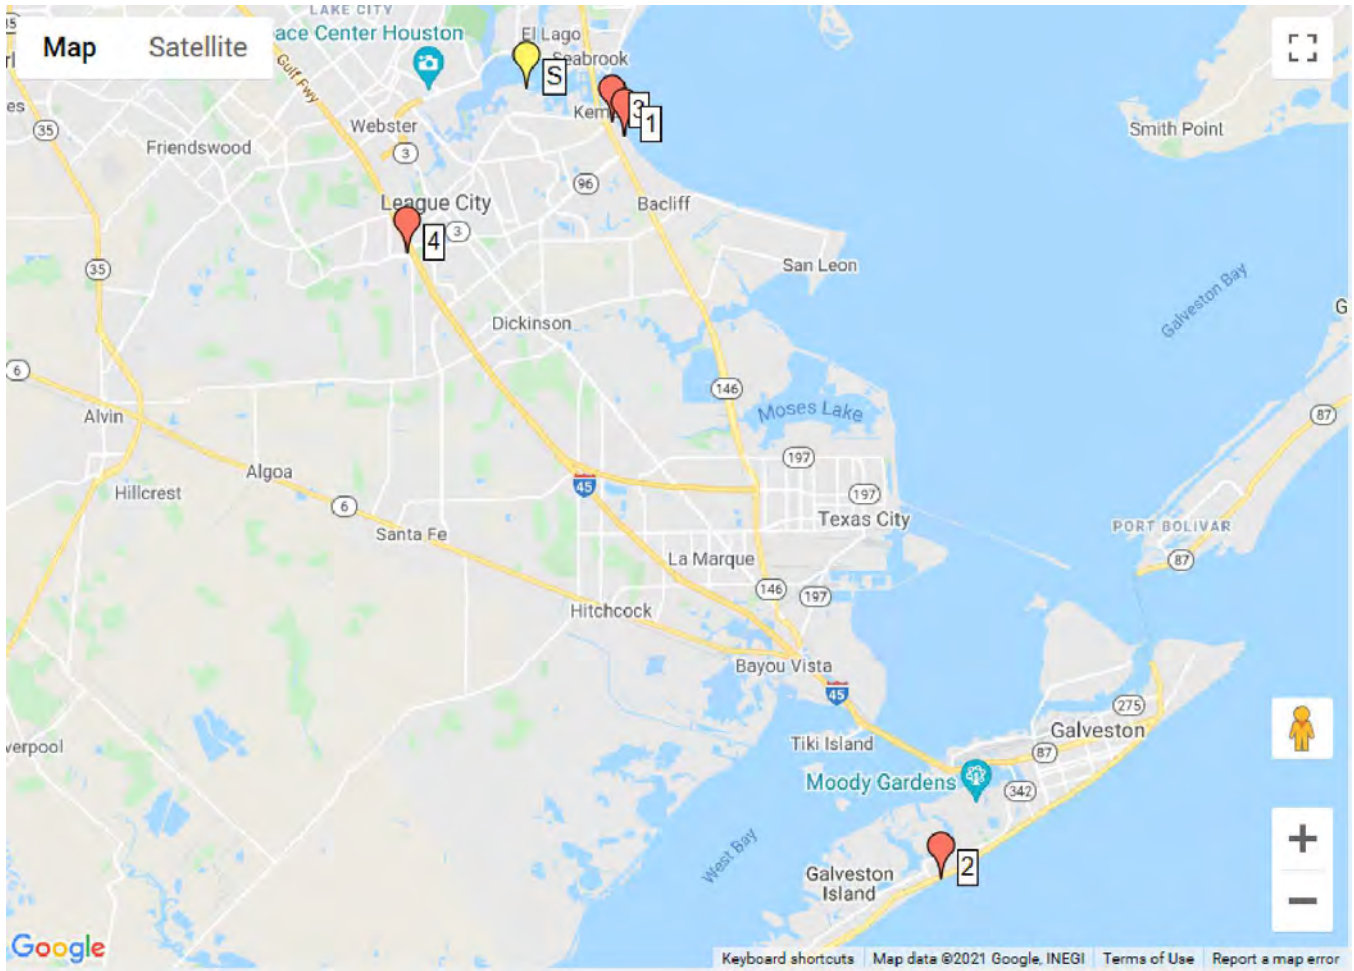 LAKE CITY
35
Map
Satellite
ace Center Houston
El Lago
Seabrook
S
Gulf Fwy
es
35
Webster
Kem
3
1
Smith Point
Friendswood
3
96
League City
Bacliff
4
3
35
San Leon
Galveston Bay
G
Dickinson
6
146
Moses Lake
87
Alvin
197
Algoa
45
197
Hillcrest
6
Texas City
PORT BOLIVAR
Santa Fe
La Marque
87
146
197
Hitchcock
Bayou Vista
45
275
verpool
Tiki Island
87
Galveston
Moody Gardens
342
West Bay
2
Galveston
Island
Google
Keyboard shortcuts
Map data ©2021 Google, INEGI
Terms of Use
Report a map error